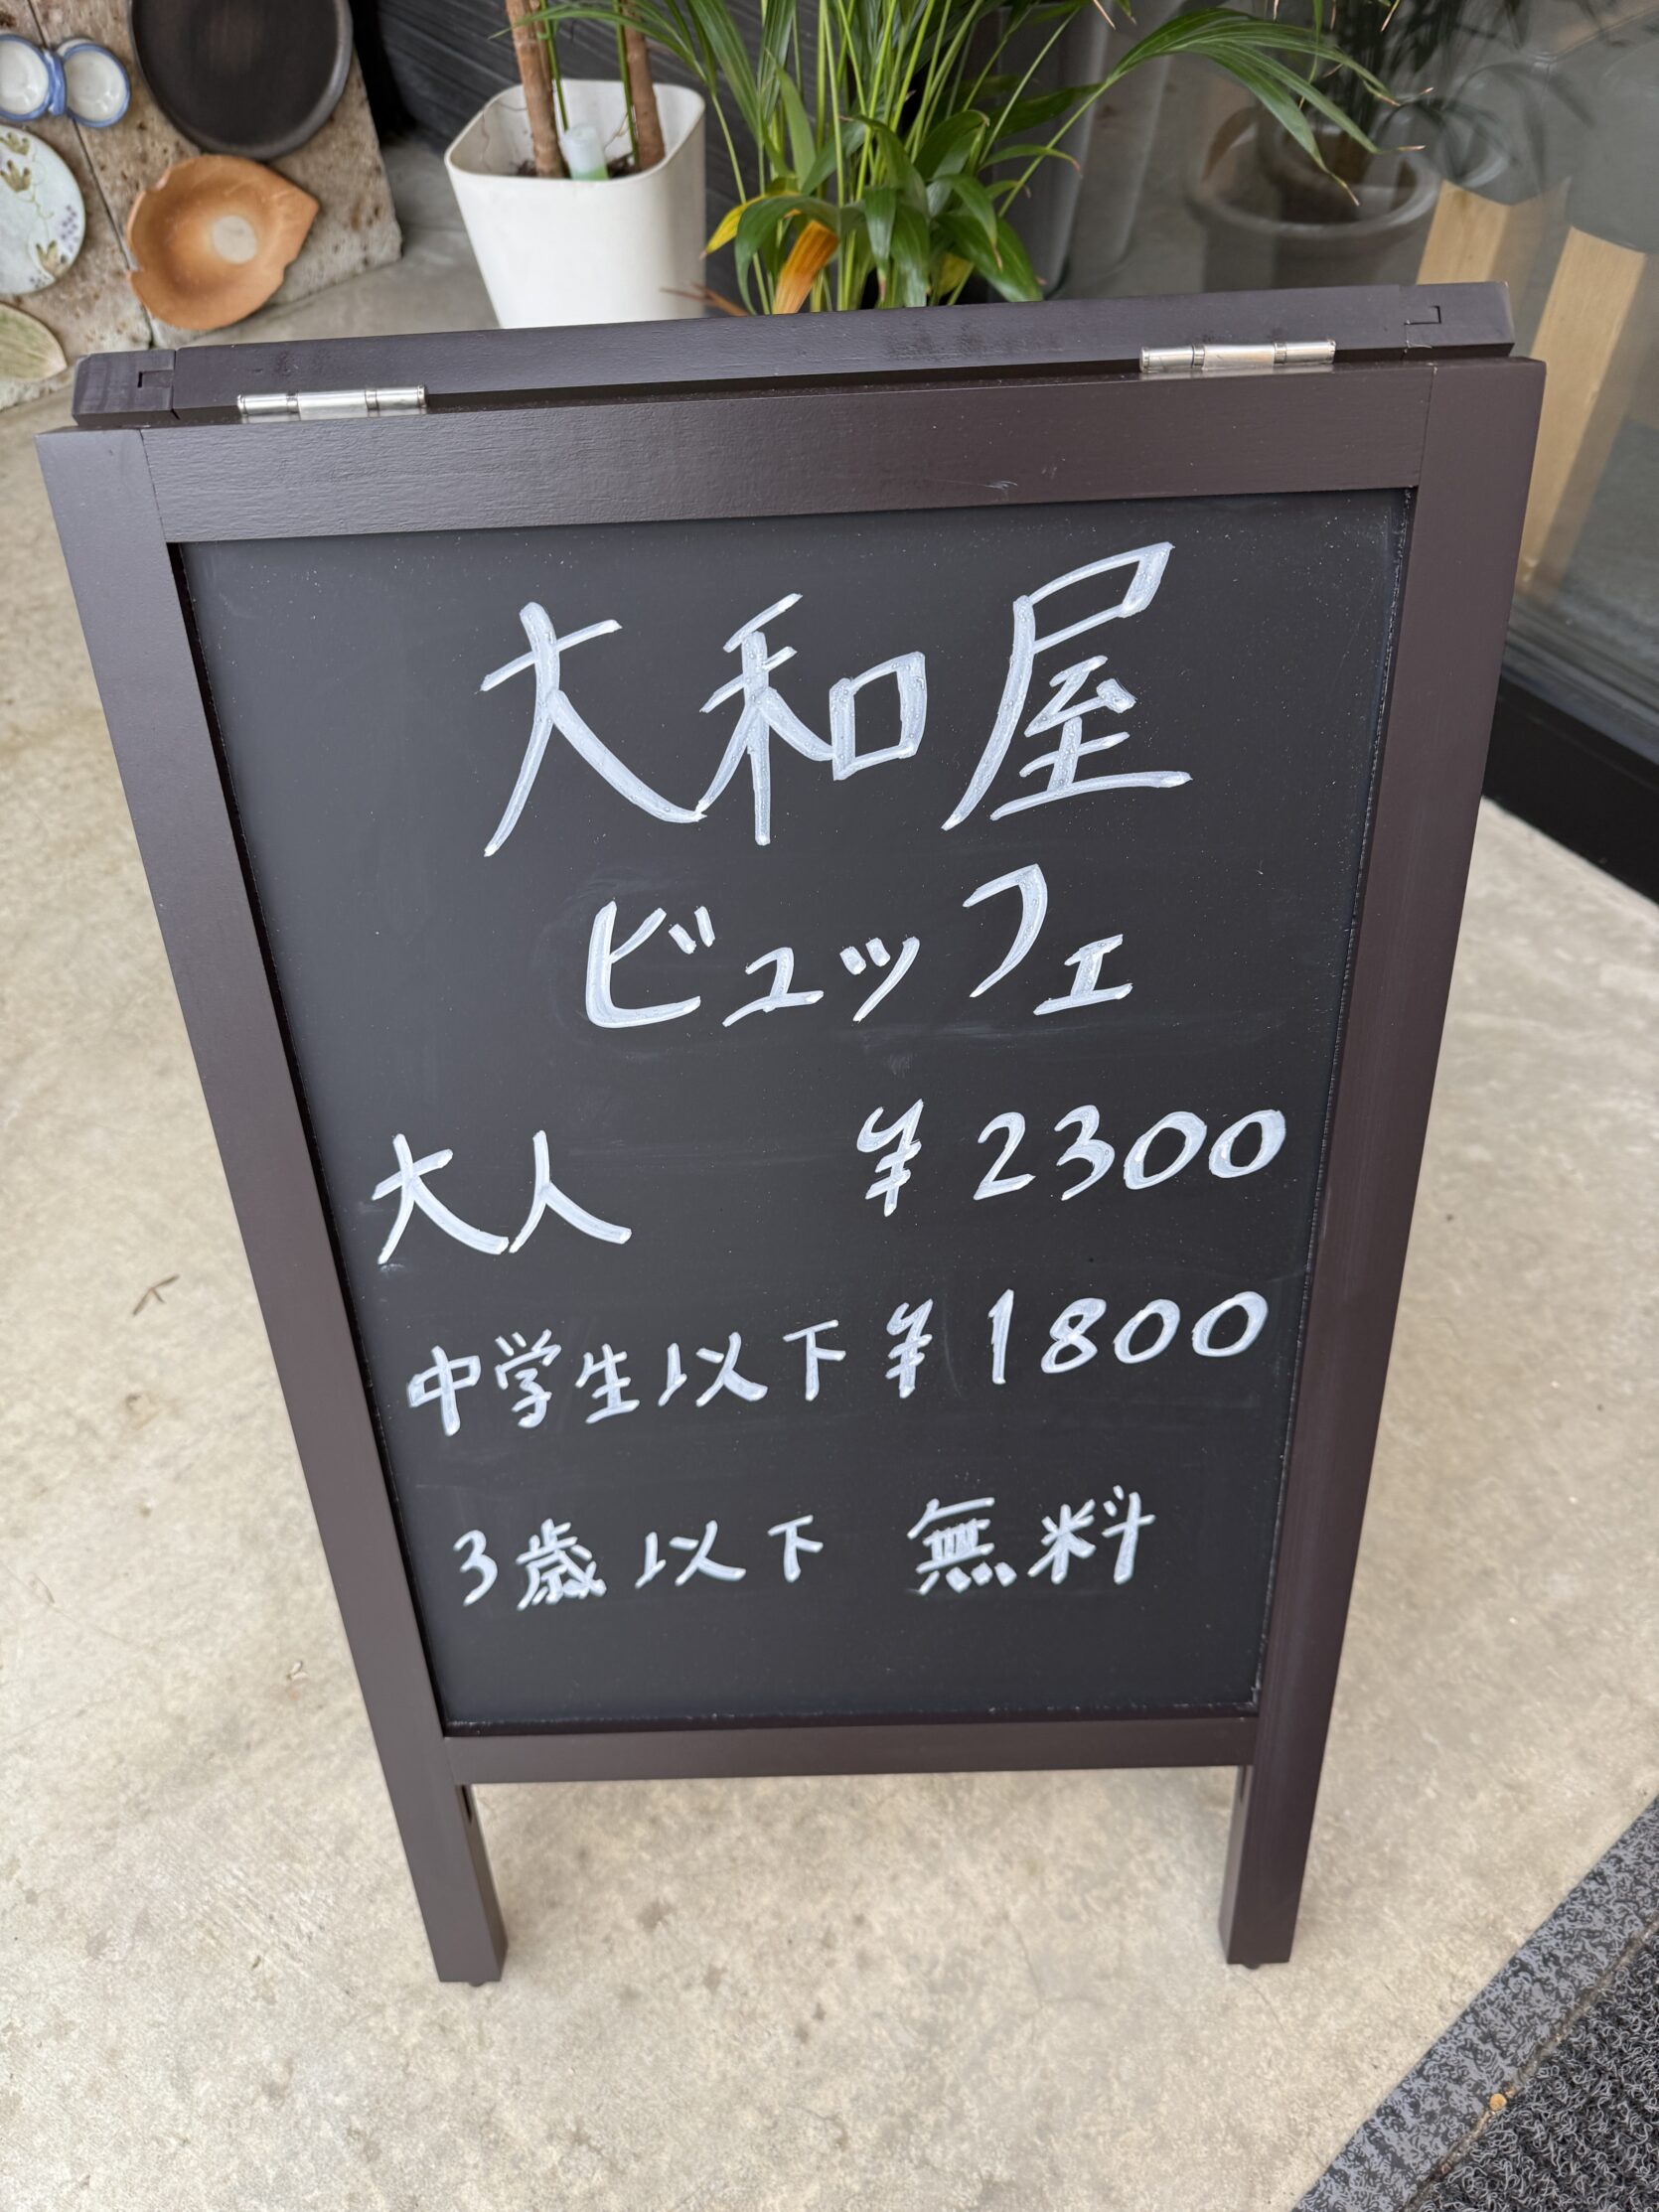 大和屋
ビュッフェ
大人 ¥2300
中学生以下 ¥1800
3歳以下 無料